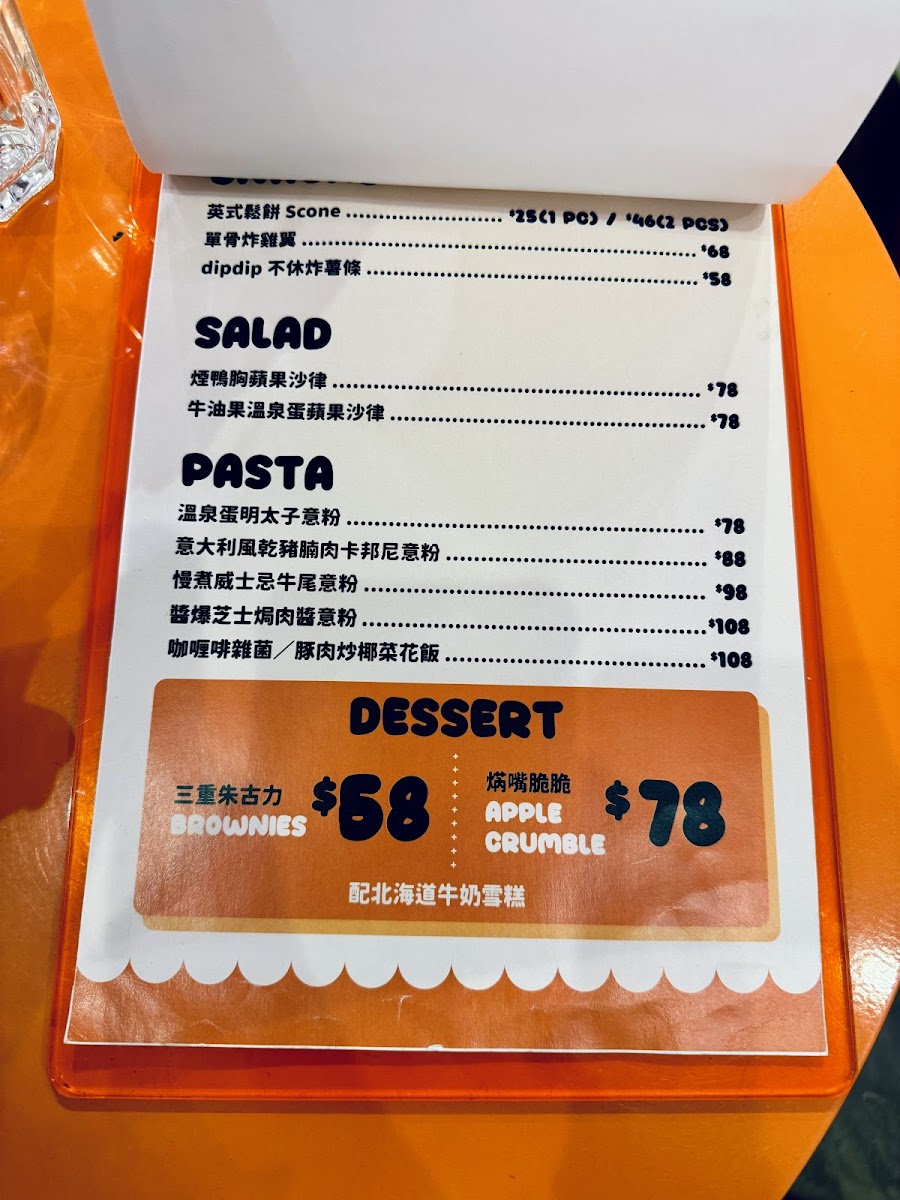 英式鬆餅 Scone ........................ $25(1 PC) / $46(2 PCS)
單骨炸雞翼 ........................ $68
dipdip 不休炸薯條 ........................ $58
SALAD
煙鴨胸蘋果沙律 ........................ $78
牛油果溫泉蛋蘋果沙律 ........................ $78
PASTA
溫泉蛋明太子意粉 ........................ $78
意大利風乾豬腩肉卡邦尼意粉 ........................ $88
慢煮威士忌牛尾意粉 ........................ $98
醬爆芝士焗肉醬意粉 ........................ $108
咖喱啡雜菌／豚肉炒椰菜花飯 ........................ $108
DESSERT
三重朱古力
BROWNIES
$68
燶嘴脆脆
APPLE
CRUMBLE
$78
配北海道牛奶雪糕